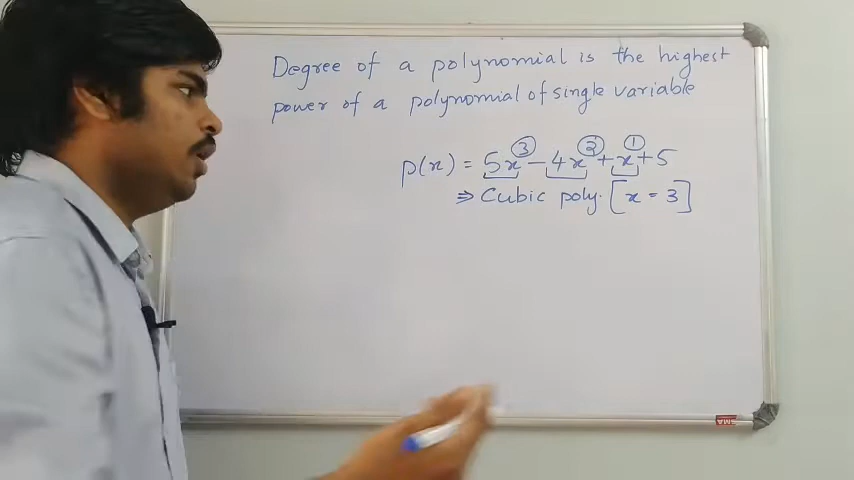 Degree of a polynomial is the highest
power of a polynomial of single variable
p(x) = 5x³ - 4x² + x¹ + 5
⇒ Cubic poly. [x = 3]
SMA